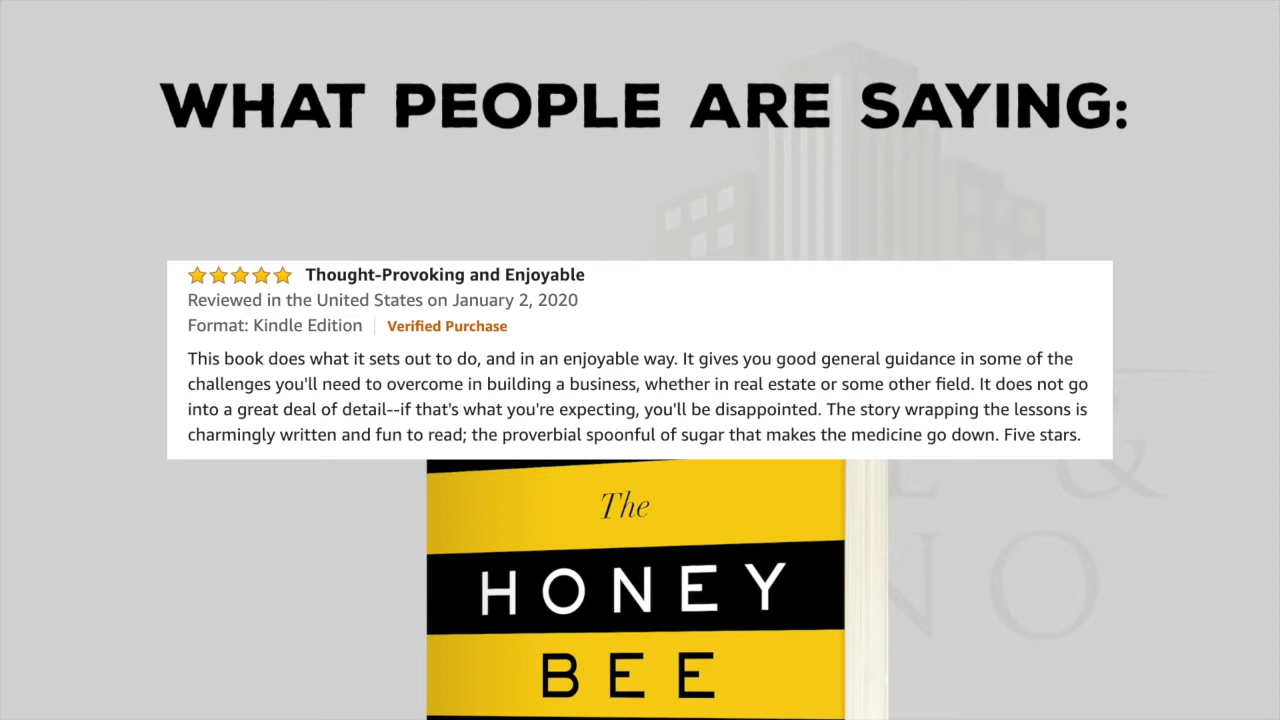 WHAT PEOPLE ARE SAYING:
Thought-Provoking and Enjoyable
Reviewed in the United States on January 2, 2020
Format: Kindle Edition | Verified Purchase
This book does what it sets out to do, and in an enjoyable way. It gives you good general guidance in some of the
challenges you'll need to overcome in building a business, whether in real estate or some other field. It does not go
into a great deal of detail--if that's what you're expecting, you'll be disappointed. The story wrapping the lessons is
charmingly written and fun to read; the proverbial spoonful of sugar that makes the medicine go down. Five stars.
The
HONEY
BEE